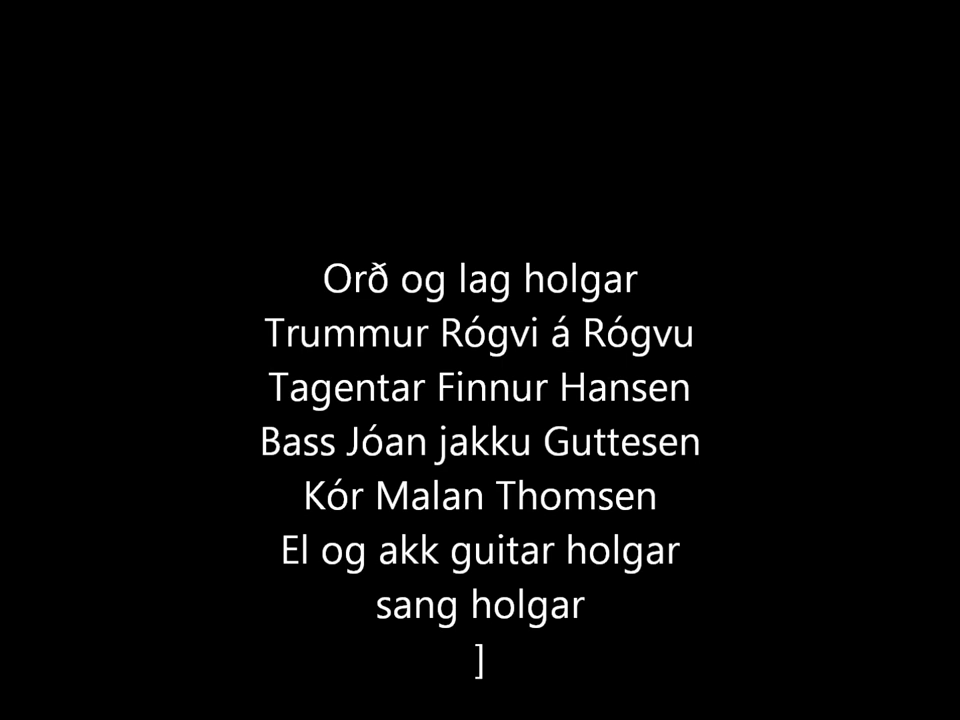 Orð og lag holgar
Trummur Rógvi á Rógvu
Tagentar Finnur Hansen
Bass Jóan jakku Guttesen
Kór Malan Thomsen
El og akk guitar holgar
sang holgar
]